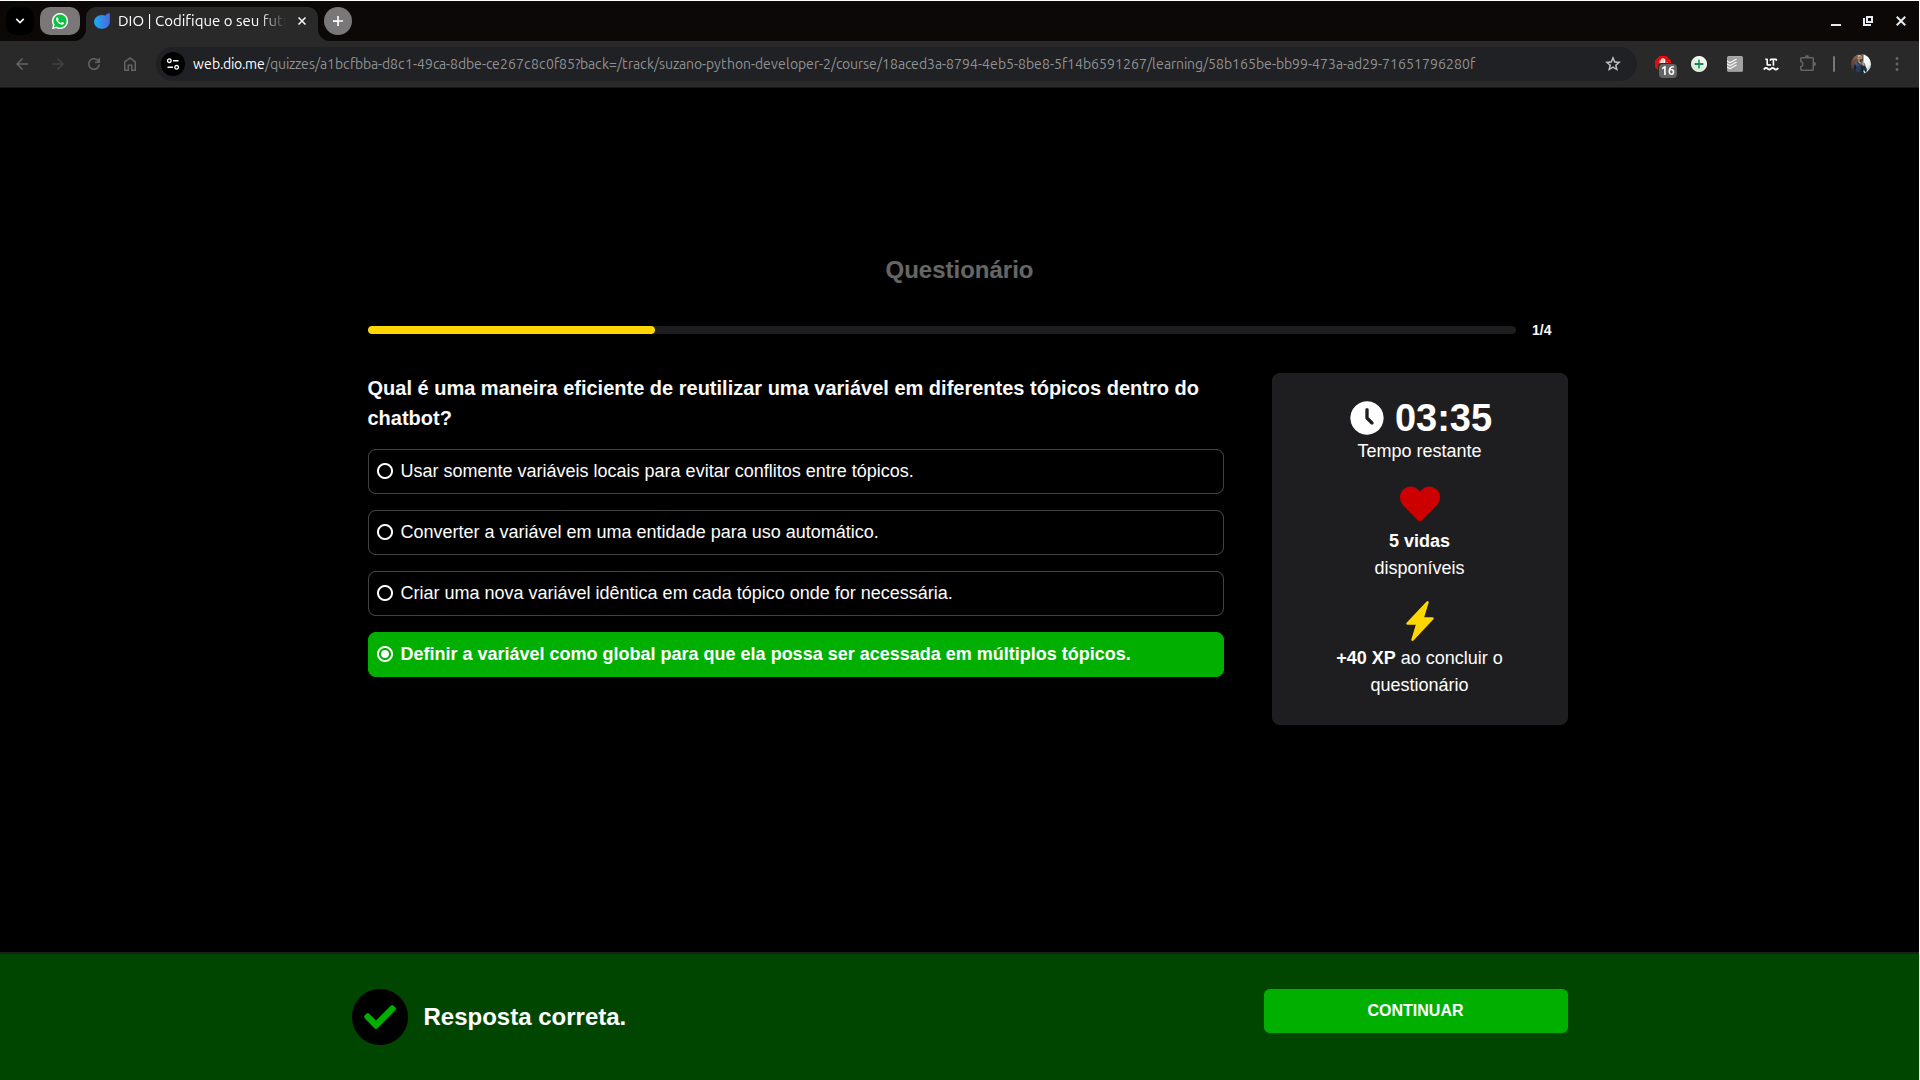 DIO | Codifique o seu fut
web.dio.me/quizzes/a1bcfbba-d8c1-49ca-8dbe-ce267c8c0f85?back=/track/suzano-python-developer-2/course/18aced3a-8794-4eb5-8be8-5f14b6591267/learning/58b165be-bb99-473a-ad29-71651796280f
16
LT
Questionário
1/4
Qual é uma maneira eficiente de reutilizar uma variável em diferentes tópicos dentro do
chatbot?
Usar somente variáveis locais para evitar conflitos entre tópicos.
Converter a variável em uma entidade para uso automático.
Criar uma nova variável idêntica em cada tópico onde for necessária.
Definir a variável como global para que ela possa ser acessada em múltiplos tópicos.
03:35
Tempo restante
5 vidas
disponíveis
+40 XP ao concluir o
questionário
Resposta correta.
CONTINUAR